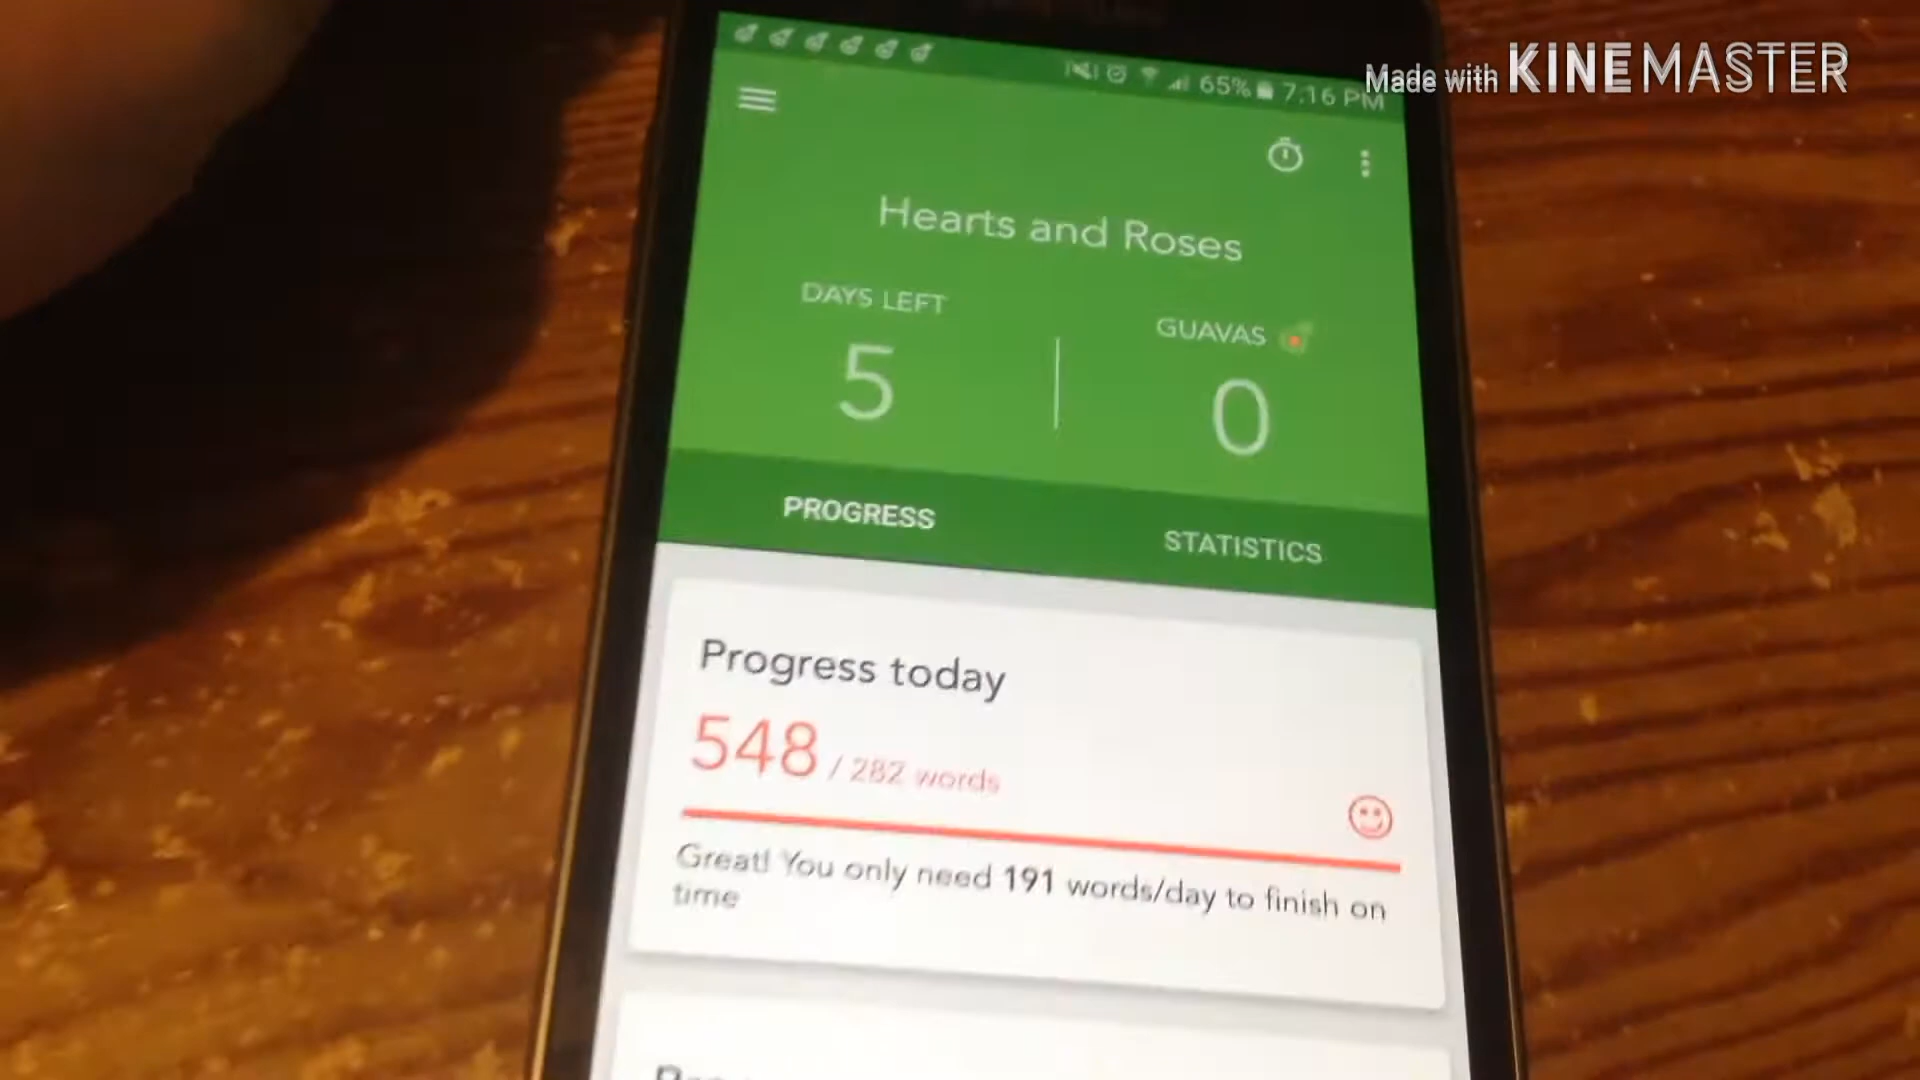 Made with KINEMASTER
65% 7:16 PM
Hearts and Roses
DAYS LEFT
GUAVAS
5
0
PROGRESS
STATISTICS
Progress today
548 / 282 words
Great! You only need 191 words/day to finish on
time